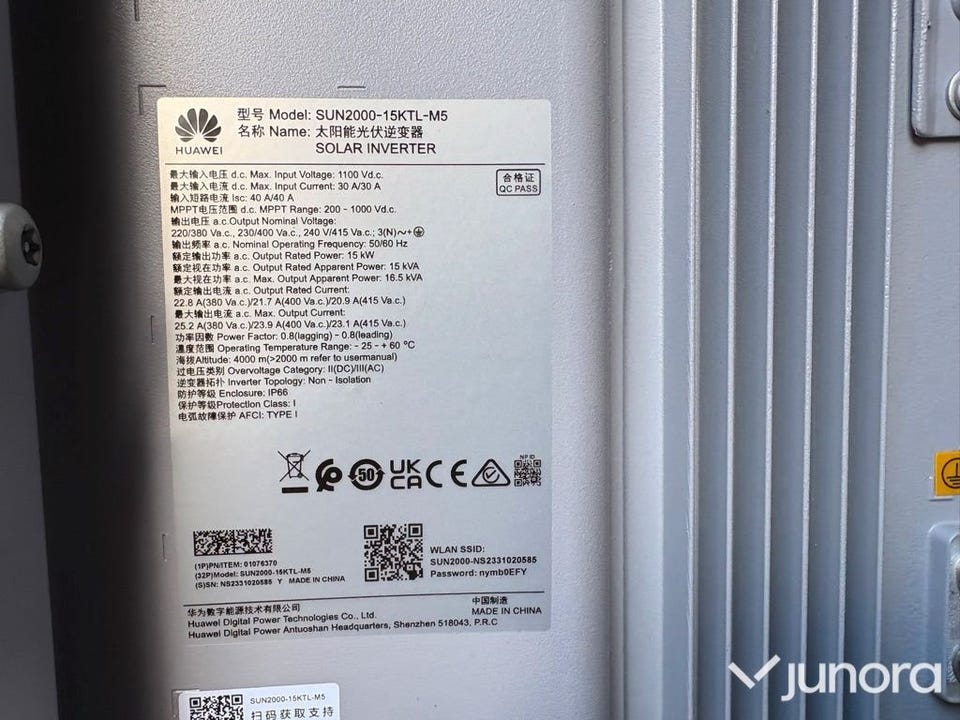 HUAWEI
型号 Model: SUN2000-15KTL-M5
名称 Name: 太阳能光伏逆变器
SOLAR INVERTER
最大输入电压 d.c. Max. Input Voltage: 1100 Vd.c.
最大输入电流 d.c. Max. Input Current: 30 A/30 A
输入短路电流 Isc: 40 A/40 A
MPPT电压范围 d.c. MPPT Range: 200 - 1000 Vd.c.
输出电压 a.c.Output Nominal Voltage:
220/380 Va.c., 230/400 Va.c., 240 V/415 Va.c.; 3(N)~+⏚
输出频率 a.c. Nominal Operating Frequency: 50/60 Hz
额定输出功率 a.c. Output Rated Power: 15 kW
额定视在功率 a.c. Output Rated Apparent Power: 15 kVA
最大视在功率 a.c. Max. Output Apparent Power: 16.5 kVA
额定输出电流 a.c. Output Rated Current:
22.8 A(380 Va.c.)/21.7 A(400 Va.c.)/20.9 A(415 Va.c.)
最大输出电流 a.c. Max. Output Current:
25.2 A(380 Va.c.)/23.9 A(400 Va.c.)/23.1 A(415 Va.c.)
功率因数 Power Factor: 0.8(lagging) - 0.8(leading)
温度范围 Operating Temperature Range: - 25 - + 60 °C
海拔Altitude: 4000 m(>2000 m refer to usermanual)
过电压类别 Overvoltage Category: II(DC)/III(AC)
逆变器拓扑 Inverter Topology: Non - Isolation
防护等级 Enclosure: IP66
保护等级Protection Class: I
电弧故障保护 AFCI: TYPE I
合格证
QC PASS
50
UK
CA
CE
NP ID
(1P)PN/ITEM: 01076370
(32P)Model: SUN2000-15KTL-M5
(S)SN: NS2331020585 Y MADE IN CHINA
WLAN SSID:
SUN2000-NS2331020585
Password: nymb0EFY
华为数字能源技术有限公司
Huawei Digital Power Technologies Co., Ltd.
Huawei Digital Power Antuoshan Headquarters, Shenzhen 518043, P.R.C
中国制造
MADE IN CHINA
SUN2000-15KTL-M5
扫码获取支持
junora